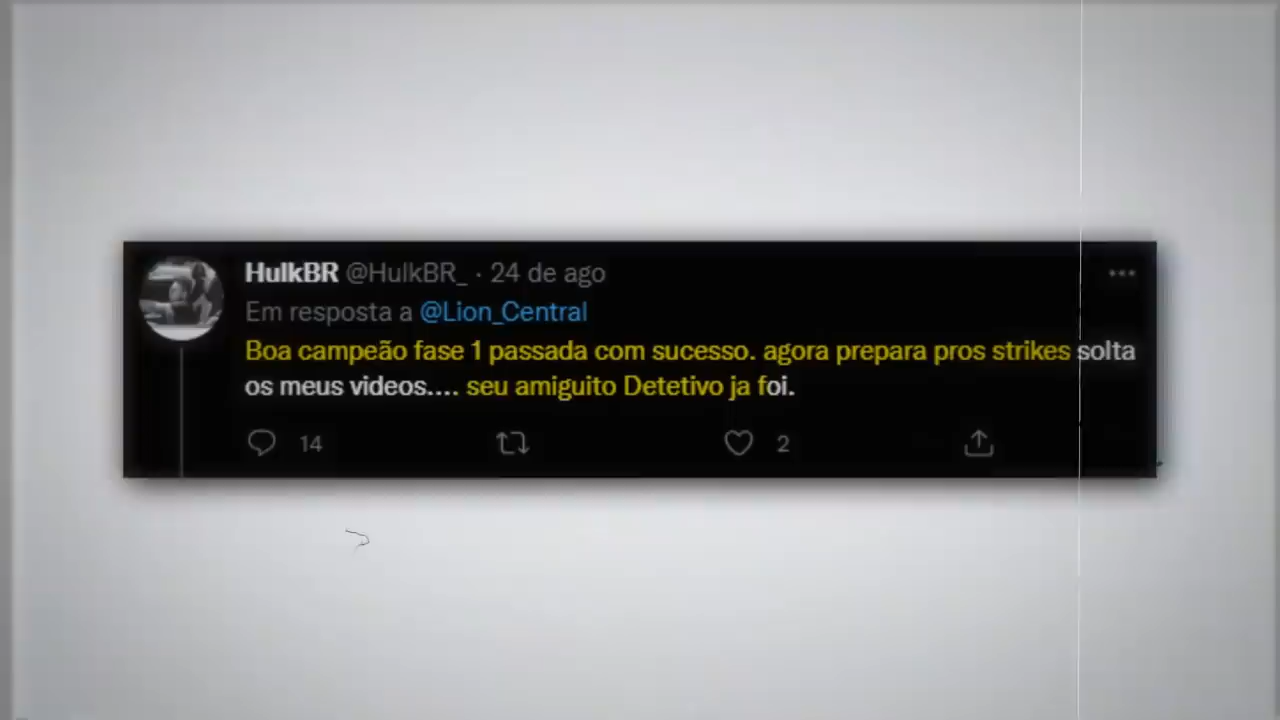 HulkBR @HulkBR_ · 24 de ago
Em resposta a @Lion_Central
Boa campeão fase 1 passada com sucesso. agora prepara pros strikes solta
os meus videos.... seu amiguito Detetivo ja foi.
14 2